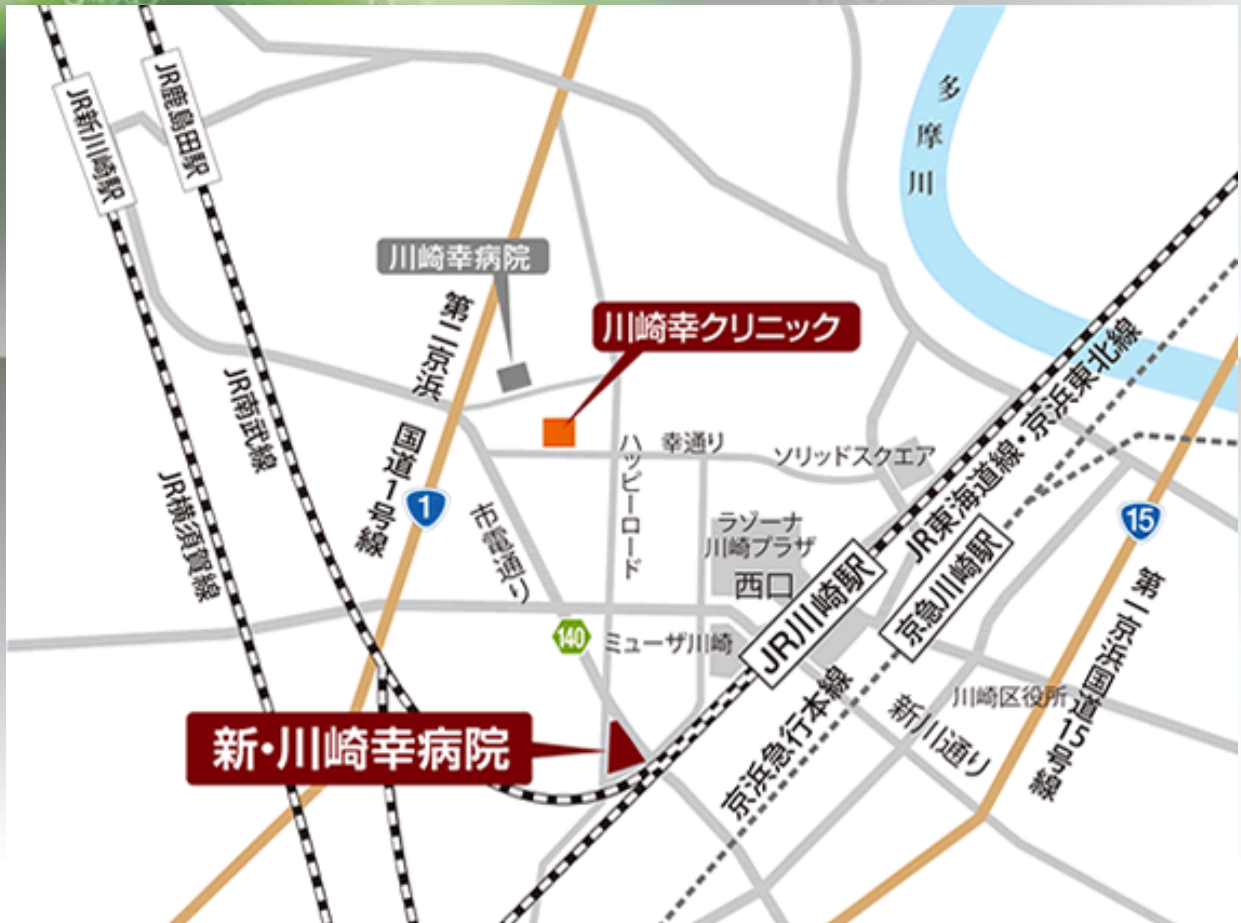 JR新川崎駅
JR鹿島田駅
多摩川
川崎幸病院
川崎幸クリニック
第二京浜
国道1号線
1
JR南武線
JR横須賀線
市電通り
ハッピーロード
幸通り
ソリッドスクエア
ラゾーナ
川崎プラザ
西口
JR東海道線・京浜東北線
15
JR川崎駅
京急川崎駅
140
ミューザ川崎
第一京浜国道15号線
川崎区役所
新川通り
京浜急行本線
新・川崎幸病院